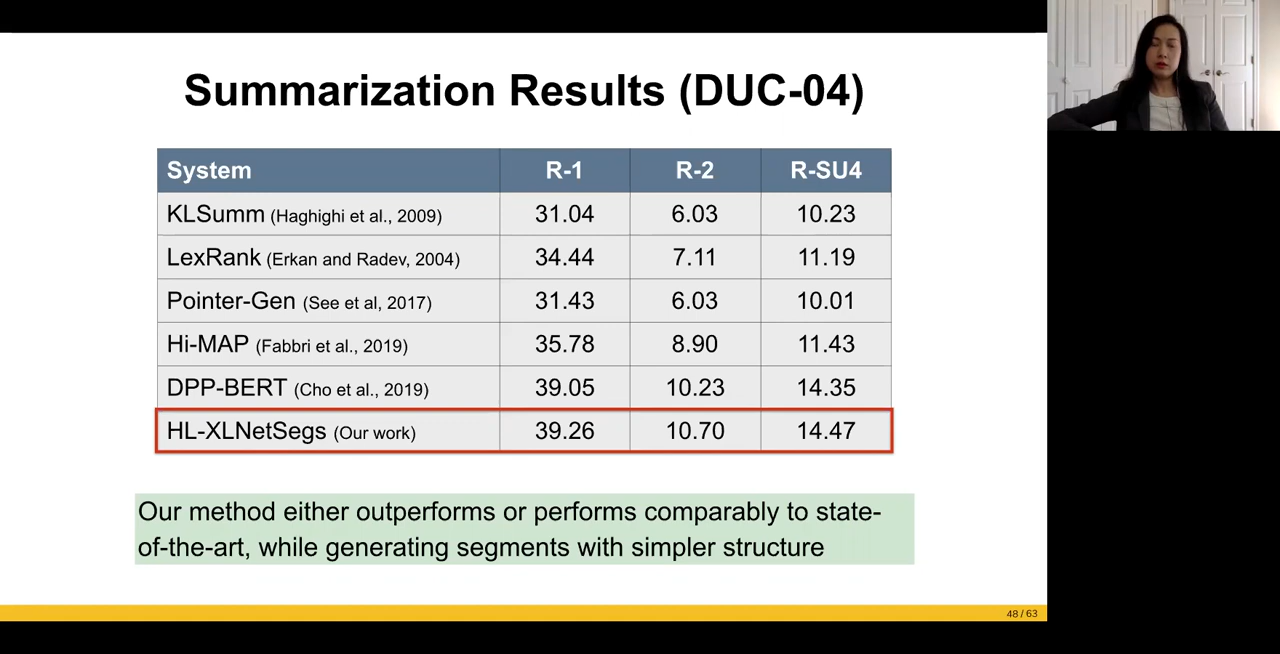 Summarization Results (DUC-04)
System R-1 R-2 R-SU4
KLSumm (Haghighi et al., 2009) 31.04 6.03 10.23
LexRank (Erkan and Radev, 2004) 34.44 7.11 11.19
Pointer-Gen (See et al, 2017) 31.43 6.03 10.01
Hi-MAP (Fabbri et al., 2019) 35.78 8.90 11.43
DPP-BERT (Cho et al., 2019) 39.05 10.23 14.35
HL-XLNetSegs (Our work) 39.26 10.70 14.47
Our method either outperforms or performs comparably to state-
of-the-art, while generating segments with simpler structure
48 / 63